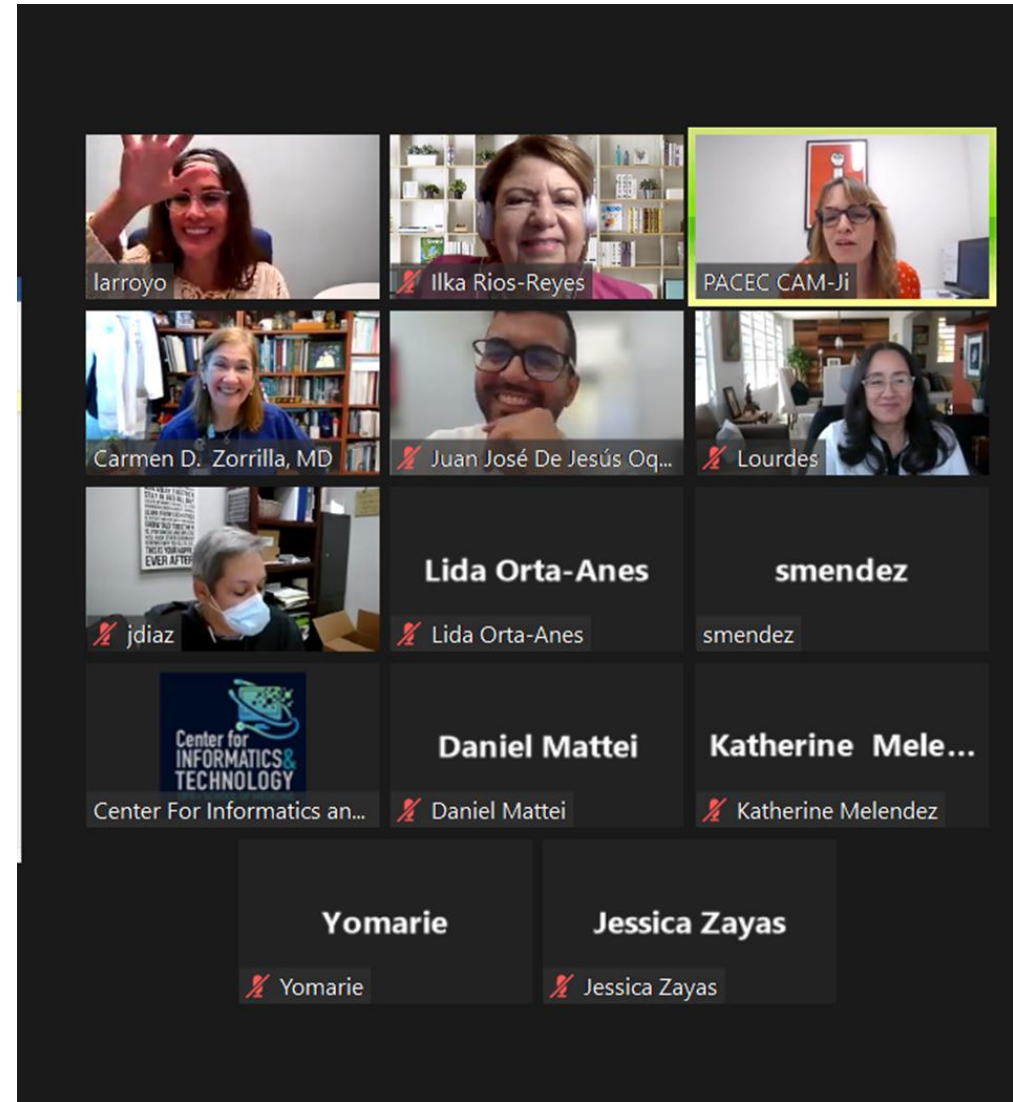 larroyo
Ilka Rios-Reyes
PACEC CAM-Ji
Carmen D. Zorrilla, MD
Juan José De Jesús Oq...
Lourdes
EVER AFTER
jdiaz
Lida Orta-Anes
Lida Orta-Anes
smendez
smendez
Center for
INFORMATICS&
TECHNOLOGY
Center For Informatics an...
Daniel Mattei
Daniel Mattei
Katherine Mele...
Katherine Melendez
Yomarie
Yomarie
Jessica Zayas
Jessica Zayas